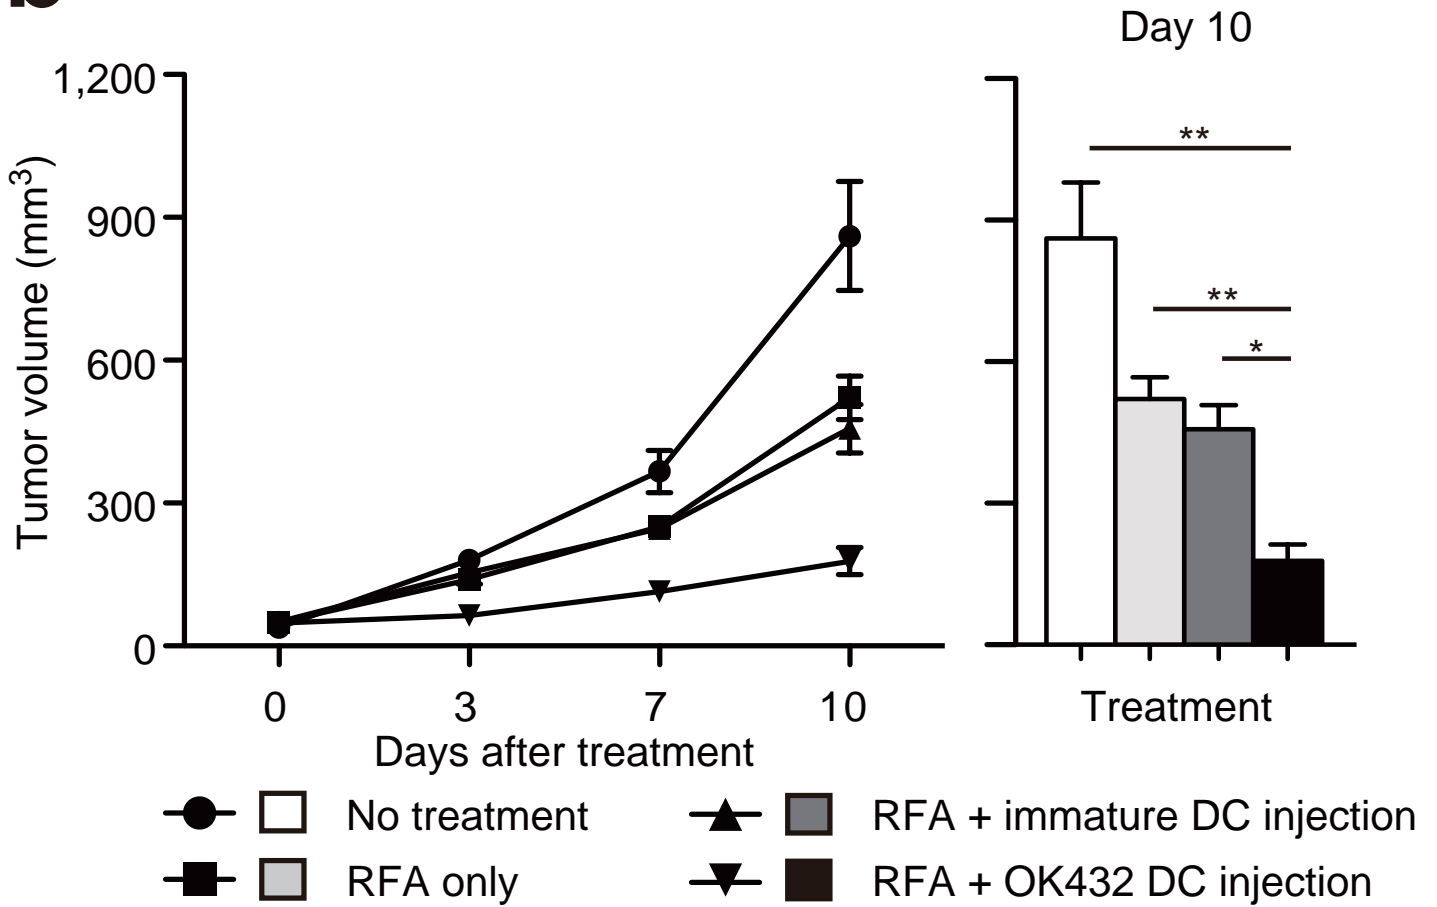 b
Day 10
1,200
900
600
300
0
Tumor volume (mm³)
**
**
*
0 3 7 10
Days after treatment
Treatment
No treatment
RFA only
RFA + immature DC injection
RFA + OK432 DC injection